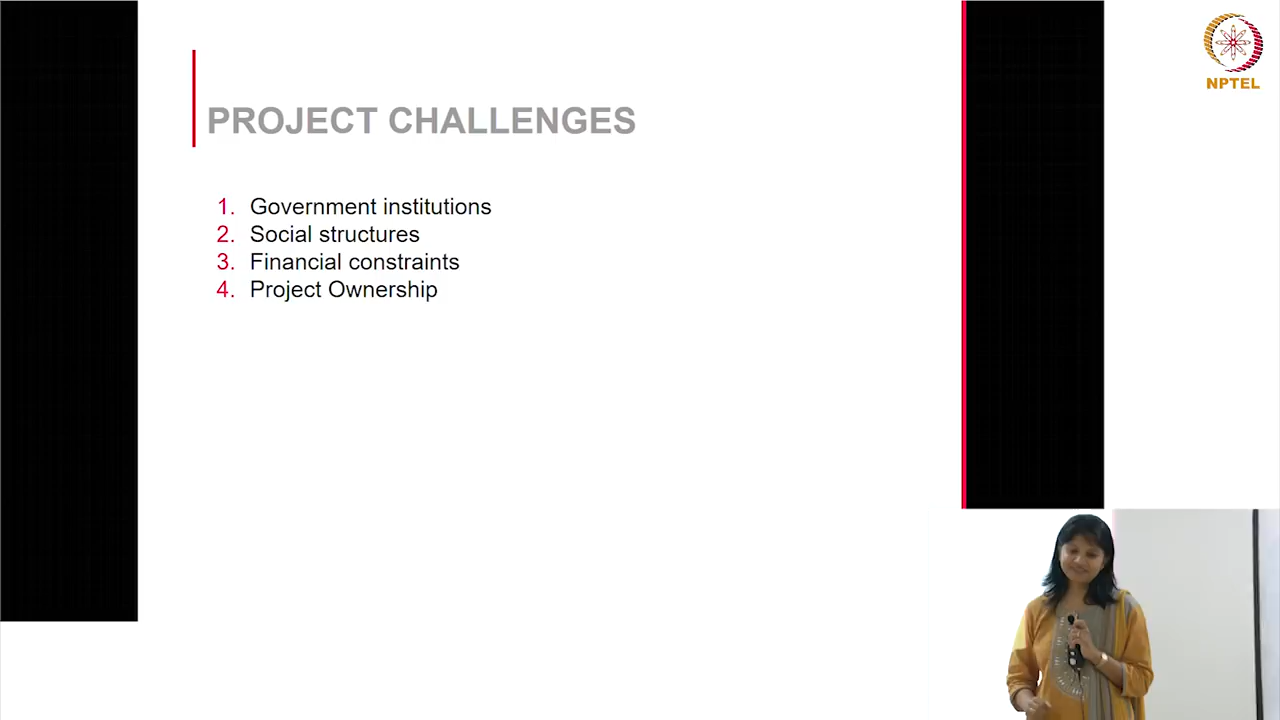 NPTEL
PROJECT CHALLENGES
1. Government institutions
2. Social structures
3. Financial constraints
4. Project Ownership